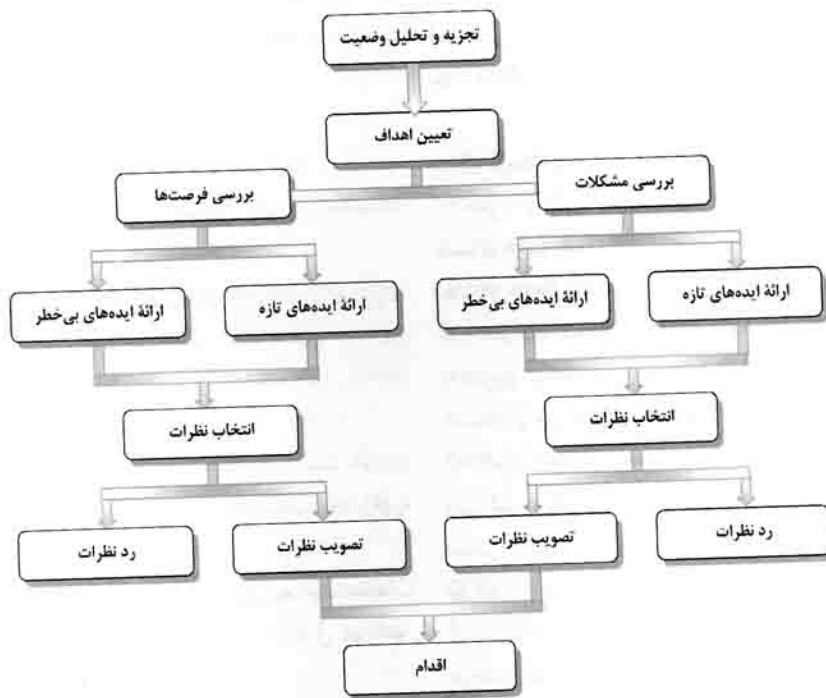 تجزیه و تحلیل وضعیت
تعیین اهداف
بررسی مشکلات
بررسی فرصت‌ها
ارائهٔ ایده‌های تازه
ارائهٔ ایده‌های بی‌خطر
ارائهٔ ایده‌های تازه
ارائهٔ ایده‌های بی‌خطر
انتخاب نظرات
انتخاب نظرات
رد نظرات
تصویب نظرات
تصویب نظرات
رد نظرات
اقدام